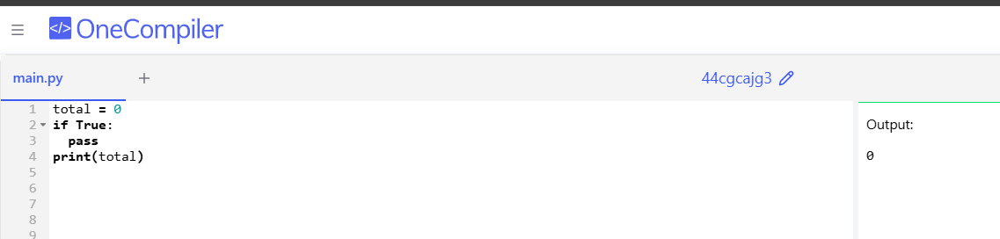 </> OneCompiler
main.py +
44cgcajg3
1 total = 0
2 if True:
3   pass
4 print(total)
5
6
7
8
9
Output:
0